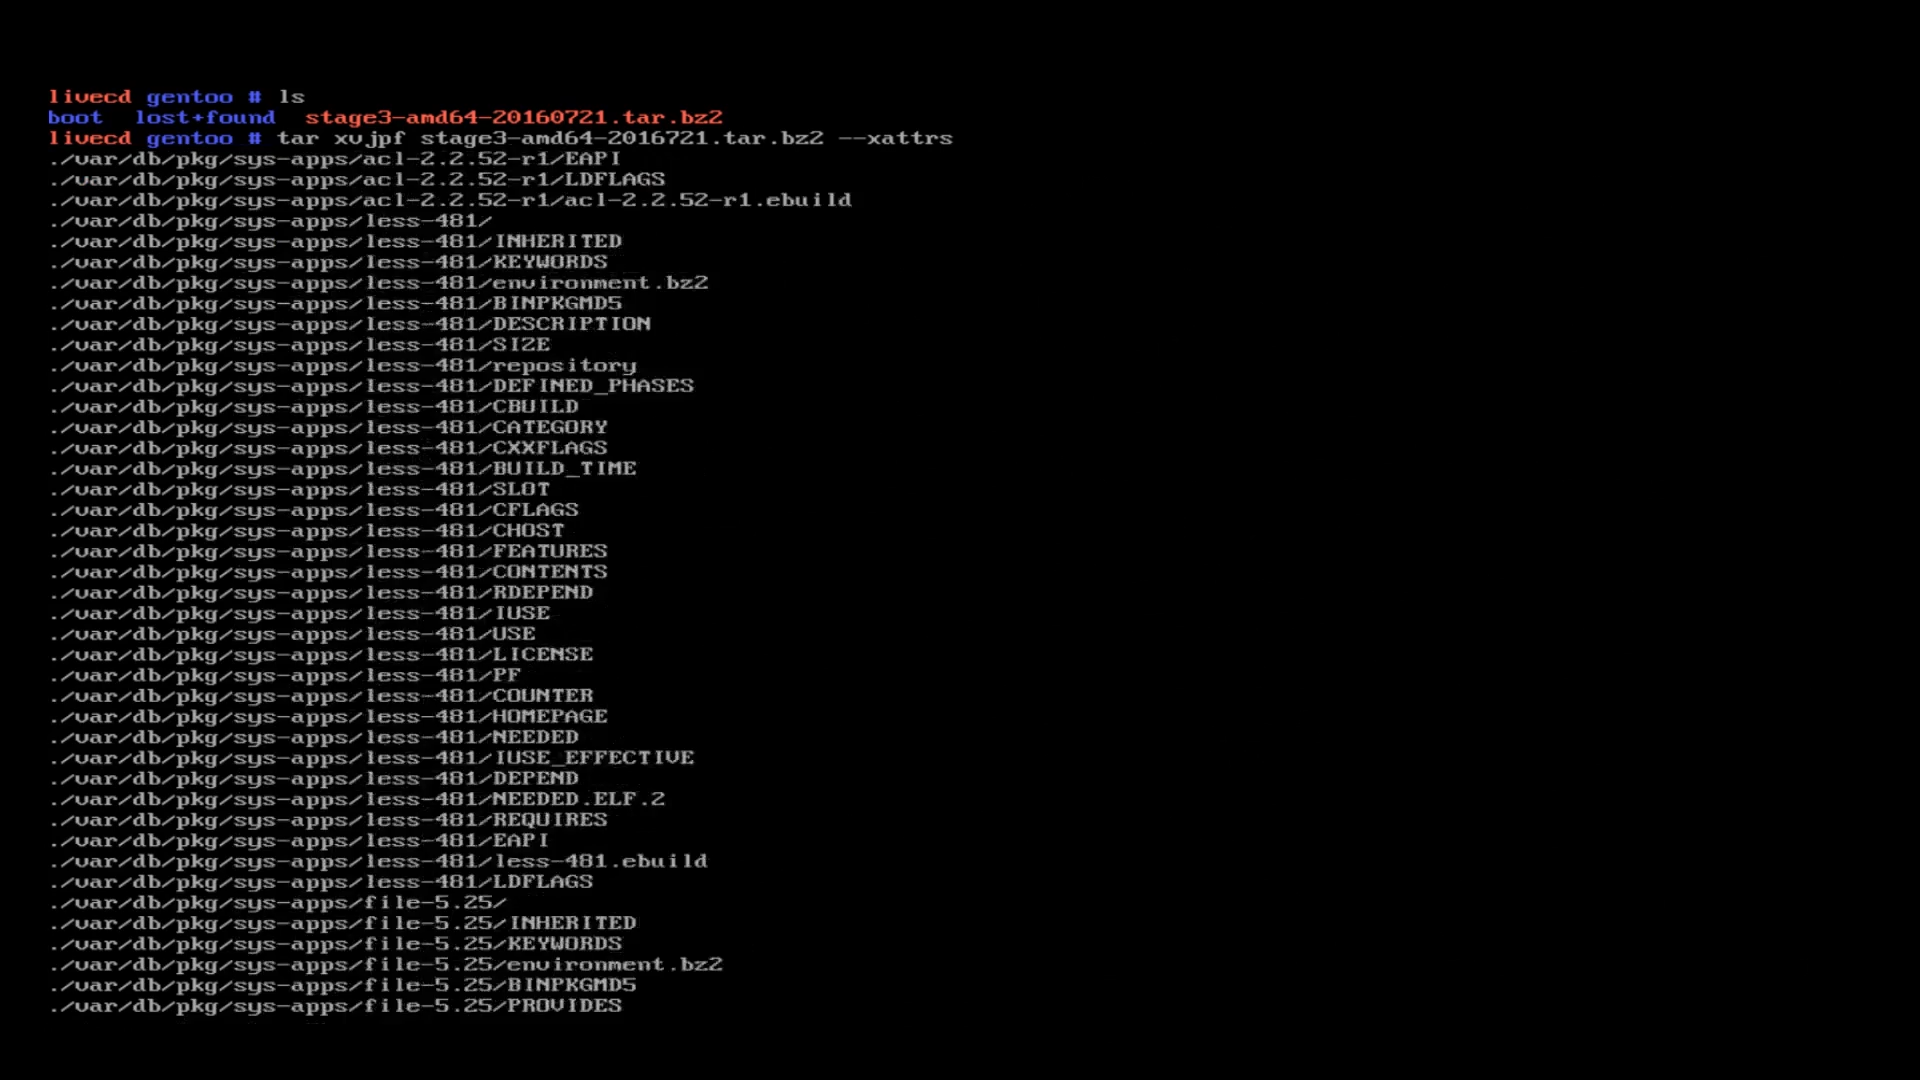 livecd gentoo # ls
boot  lost+found  stage3-amd64-20160721.tar.bz2
livecd gentoo # tar xvjpf stage3-amd64-2016721.tar.bz2 --xattrs
./var/db/pkg/sys-apps/acl-2.2.52-r1/EAPI
./var/db/pkg/sys-apps/acl-2.2.52-r1/LDFLAGS
./var/db/pkg/sys-apps/acl-2.2.52-r1/acl-2.2.52-r1.ebuild
./var/db/pkg/sys-apps/less-481/
./var/db/pkg/sys-apps/less-481/INHERITED
./var/db/pkg/sys-apps/less-481/KEYWORDS
./var/db/pkg/sys-apps/less-481/environment.bz2
./var/db/pkg/sys-apps/less-481/BINPKGMD5
./var/db/pkg/sys-apps/less-481/DESCRIPTION
./var/db/pkg/sys-apps/less-481/SIZE
./var/db/pkg/sys-apps/less-481/repository
./var/db/pkg/sys-apps/less-481/DEFINED_PHASES
./var/db/pkg/sys-apps/less-481/CBUILD
./var/db/pkg/sys-apps/less-481/CATEGORY
./var/db/pkg/sys-apps/less-481/CXXFLAGS
./var/db/pkg/sys-apps/less-481/BUILD_TIME
./var/db/pkg/sys-apps/less-481/SLOT
./var/db/pkg/sys-apps/less-481/CFLAGS
./var/db/pkg/sys-apps/less-481/CHOST
./var/db/pkg/sys-apps/less-481/FEATURES
./var/db/pkg/sys-apps/less-481/CONTENTS
./var/db/pkg/sys-apps/less-481/RDEPEND
./var/db/pkg/sys-apps/less-481/IUSE
./var/db/pkg/sys-apps/less-481/USE
./var/db/pkg/sys-apps/less-481/LICENSE
./var/db/pkg/sys-apps/less-481/PF
./var/db/pkg/sys-apps/less-481/COUNTER
./var/db/pkg/sys-apps/less-481/HOMEPAGE
./var/db/pkg/sys-apps/less-481/NEEDED
./var/db/pkg/sys-apps/less-481/IUSE_EFFECTIVE
./var/db/pkg/sys-apps/less-481/DEPEND
./var/db/pkg/sys-apps/less-481/NEEDED.ELF.2
./var/db/pkg/sys-apps/less-481/REQUIRES
./var/db/pkg/sys-apps/less-481/EAPI
./var/db/pkg/sys-apps/less-481/less-481.ebuild
./var/db/pkg/sys-apps/less-481/LDFLAGS
./var/db/pkg/sys-apps/file-5.25/
./var/db/pkg/sys-apps/file-5.25/INHERITED
./var/db/pkg/sys-apps/file-5.25/KEYWORDS
./var/db/pkg/sys-apps/file-5.25/environment.bz2
./var/db/pkg/sys-apps/file-5.25/BINPKGMD5
./var/db/pkg/sys-apps/file-5.25/PROVIDES